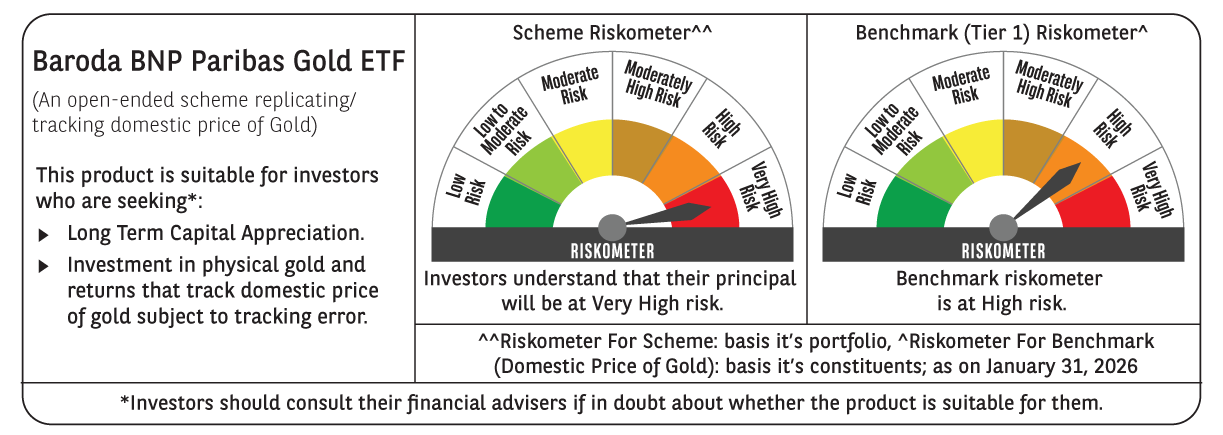 Baroda BNP Paribas Gold ETF
(An open-ended scheme replicating/
tracking domestic price of Gold)
This product is suitable for investors
who are seeking*:
Long Term Capital Appreciation.
Investment in physical gold and
returns that track domestic price
of gold subject to tracking error.
Scheme Riskometer^^
Low
Risk
Low to
Moderate
Risk
Moderate
Risk
Moderately
High Risk
High
Risk
Very High
Risk
RISKOMETER
Investors understand that their principal
will be at Very High risk.
Benchmark (Tier 1) Riskometer^
Low
Risk
Low to
Moderate
Risk
Moderate
Risk
Moderately
High Risk
High
Risk
Very High
Risk
RISKOMETER
Benchmark riskometer
is at High risk.
^^Riskometer For Scheme: basis it's portfolio, ^Riskometer For Benchmark
(Domestic Price of Gold): basis it's constituents; as on January 31, 2026
*Investors should consult their financial advisers if in doubt about whether the product is suitable for them.